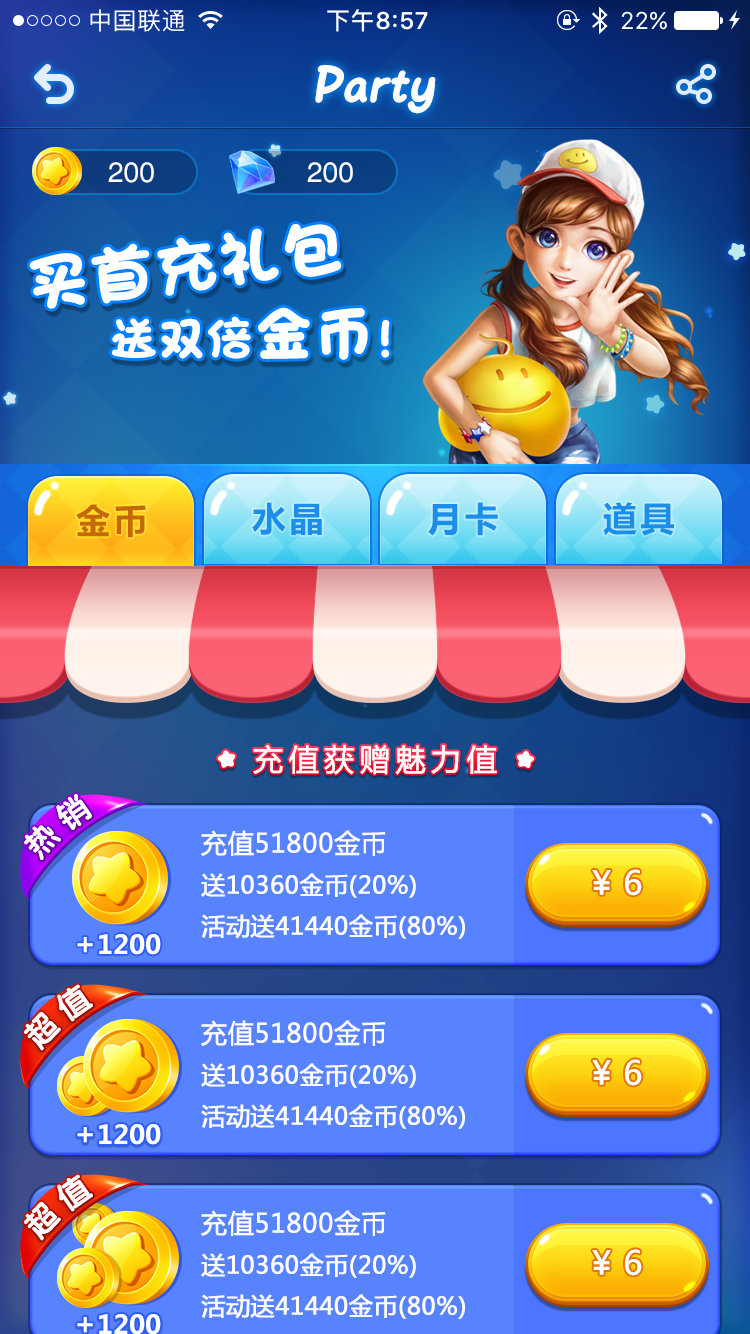 中国联通 下午8:57 22%
Party
200 200
买首充礼包
送双倍金币!
金币 水晶 月卡 道具
充值获赠魅力值
热销
充值51800金币
送10360金币(20%)
活动送41440金币(80%)
+1200
¥ 6
超值
充值51800金币
送10360金币(20%)
活动送41440金币(80%)
+1200
¥ 6
超值
充值51800金币
送10360金币(20%)
活动送41440金币(80%)
+1200
¥ 6